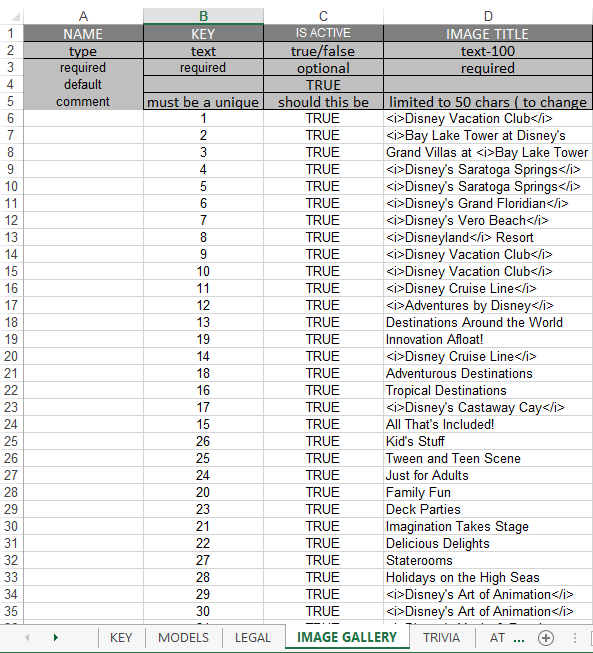 A B C D
1 NAME KEY IS ACTIVE IMAGE TITLE
2 type text true/false text-100
3 required required optional required
4 default TRUE
5 comment must be a unique should this be limited to 50 chars ( to change
6 1 TRUE <i>Disney Vacation Club</i>
7 2 TRUE <i>Bay Lake Tower at Disney's
8 3 TRUE Grand Villas at <i>Bay Lake Tower
9 4 TRUE <i>Disney's Saratoga Springs</i>
10 5 TRUE <i>Disney's Saratoga Springs</i>
11 6 TRUE <i>Disney's Grand Floridian</i>
12 7 TRUE <i>Disney's Vero Beach</i>
13 8 TRUE <i>Disneyland</i> Resort
14 9 TRUE <i>Disney Vacation Club</i>
15 10 TRUE <i>Disney Vacation Club</i>
16 11 TRUE <i>Disney Cruise Line</i>
17 12 TRUE <i>Adventures by Disney</i>
18 13 TRUE Destinations Around the World
19 19 TRUE Innovation Afloat!
20 14 TRUE <i>Disney Cruise Line</i>
21 18 TRUE Adventurous Destinations
22 16 TRUE Tropical Destinations
23 17 TRUE <i>Disney's Castaway Cay</i>
24 15 TRUE All That's Included!
25 26 TRUE Kid's Stuff
26 25 TRUE Tween and Teen Scene
27 24 TRUE Just for Adults
28 20 TRUE Family Fun
29 23 TRUE Deck Parties
30 21 TRUE Imagination Takes Stage
31 22 TRUE Delicious Delights
32 27 TRUE Staterooms
33 28 TRUE Holidays on the High Seas
34 29 TRUE <i>Disney's Art of Animation</i>
35 30 TRUE <i>Disney's Art of Animation</i>
KEY MODELS LEGAL IMAGE GALLERY TRIVIA AT ...